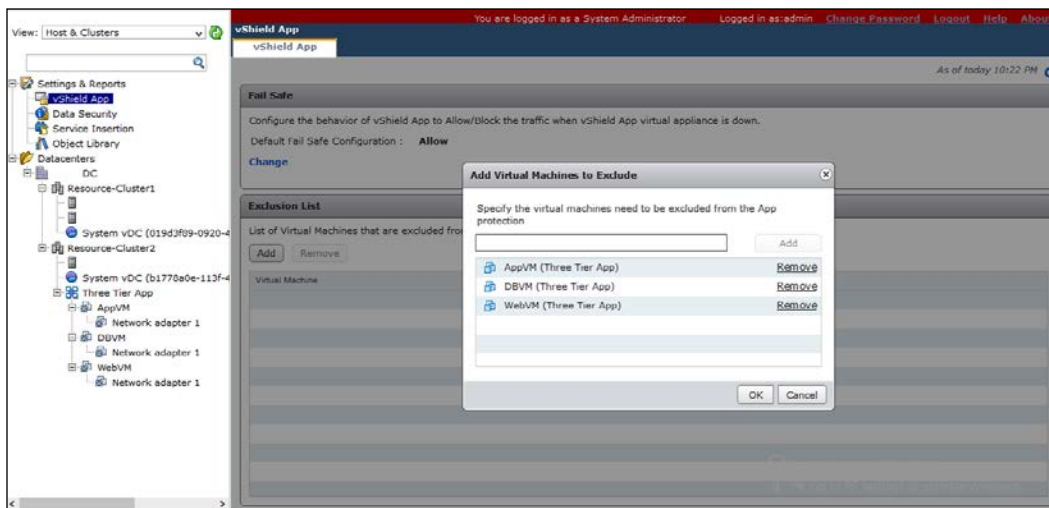 You are logged in as a System Administrator Logged in as:admin Change Password Logout Help About
View: Host & Clusters
vShield App
vShield App
As of today 10:22 PM
Settings & Reports
vShield App
Data Security
Service Insertion
Object Library
Datacenters
DC
Resource-Cluster1
System vDC (019d3f89-0920-4
Resource-Cluster2
System vDC (b1778a0e-113f-4
Three Tier App
AppVM
Network adapter 1
DBVM
Network adapter 1
WebVM
Network adapter 1
Fail Safe
Configure the behavior of vShield App to Allow/Block the traffic when vShield App virtual appliance is down.
Default Fail Safe Configuration : Allow
Change
Exclusion List
List of Virtual Machines that are excluded fro
Add Remove
Virtual Machine
Add Virtual Machines to Exclude
Specify the virtual machines need to be excluded from the App
protection
Add
AppVM (Three Tier App) Remove
DBVM (Three Tier App) Remove
WebVM (Three Tier App) Remove
OK Cancel